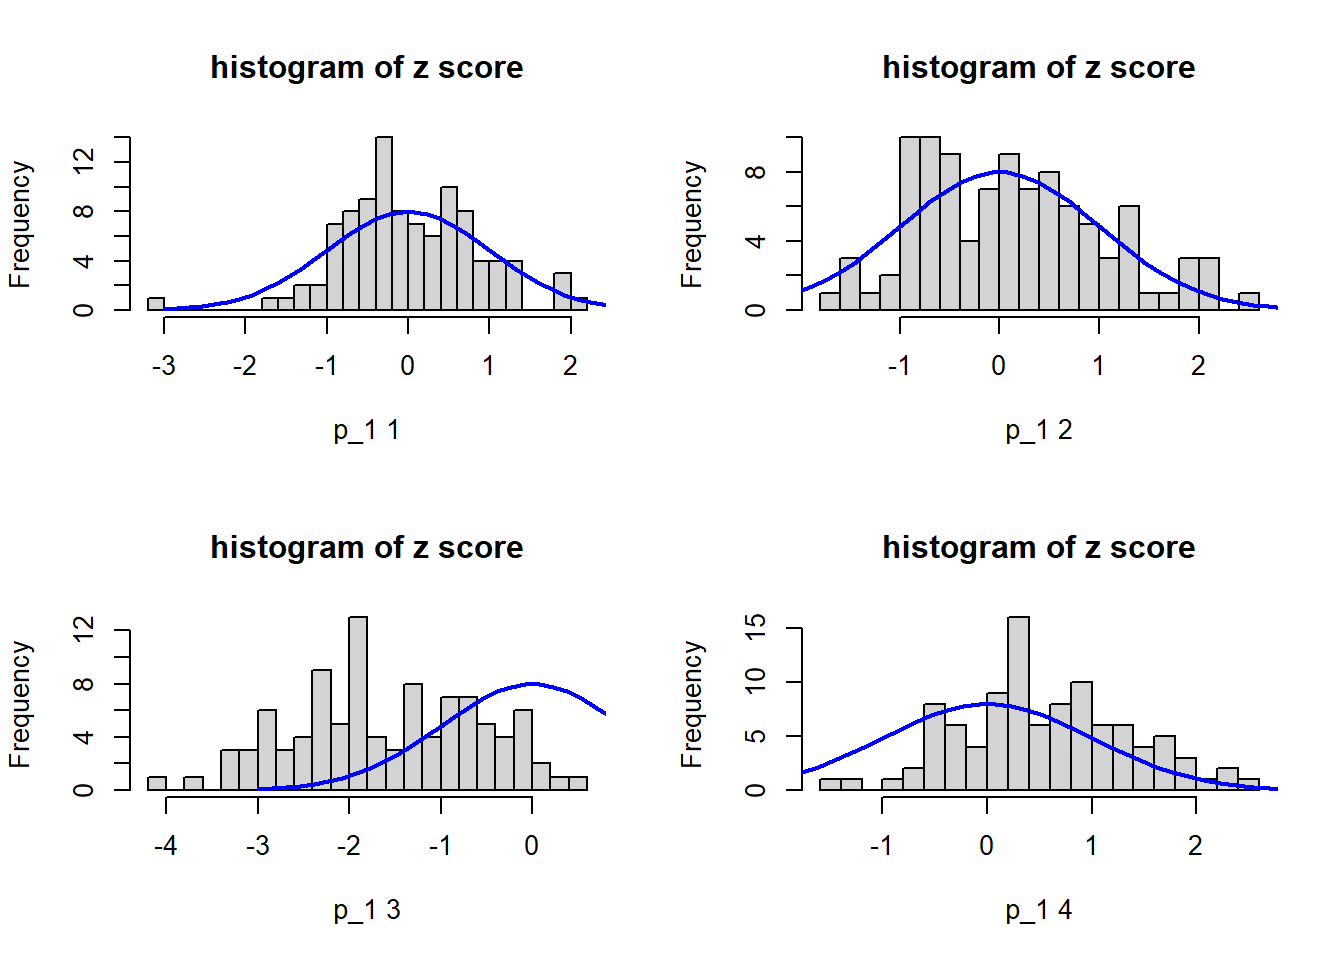 histogram of z score
Frequency
0 4 8 12
-3 -2 -1 0 1 2
p_1 1
histogram of z score
Frequency
0 4 8
-1 0 1 2
p_1 2
histogram of z score
Frequency
0 4 8 12
-4 -3 -2 -1 0
p_1 3
histogram of z score
Frequency
0 5 10 15
-1 0 1 2
p_1 4